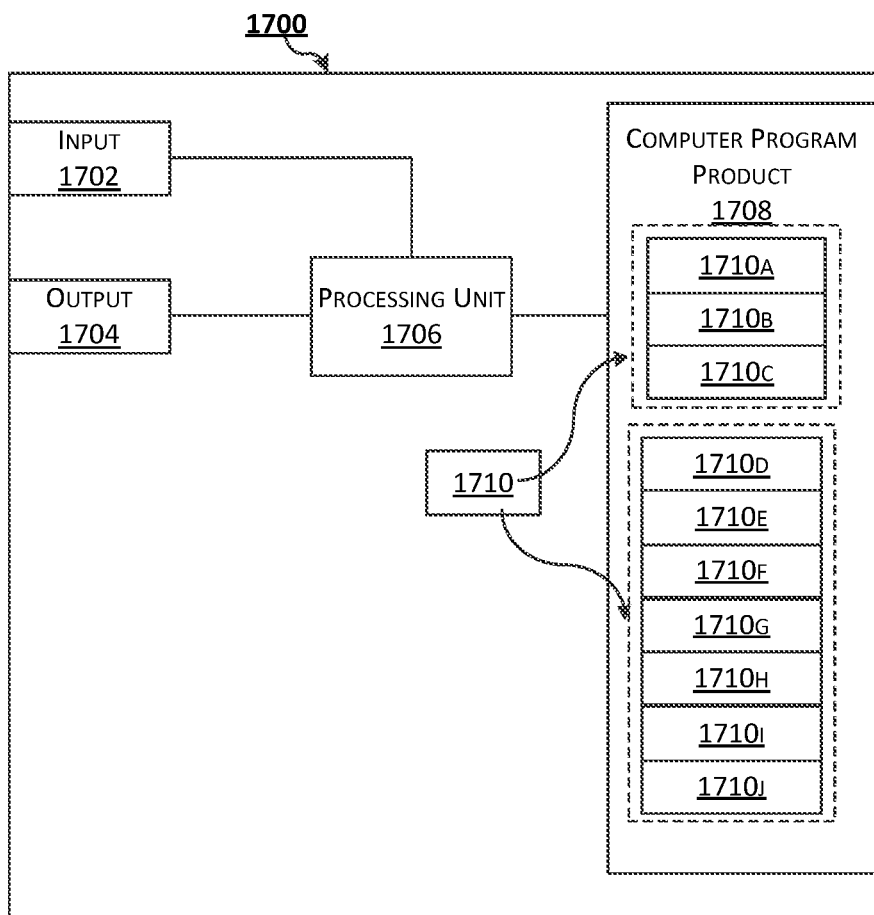 1700
INPUT
1702
OUTPUT
1704
PROCESSING UNIT
1706
COMPUTER PROGRAM
PRODUCT
1708
1710A
1710B
1710C
1710
1710D
1710E
1710F
1710G
1710H
1710I
1710J